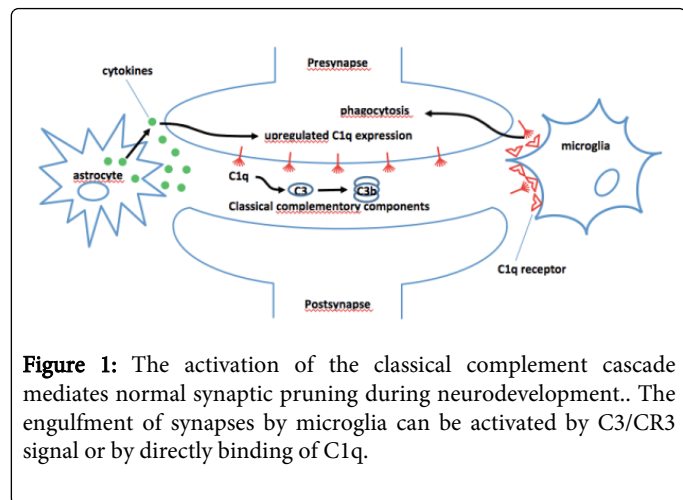 cytokines
Presynapse
phagocytosis
upregulated C1q expression
microglia
astrocyte
C1q
C3
C3b
Classical complementory components
C1q receptor
Postsynapse
Figure 1: The activation of the classical complement cascade
mediates normal synaptic pruning during neurodevelopment.. The
engulfment of synapses by microglia can be activated by C3/CR3
signal or by directly binding of C1q.